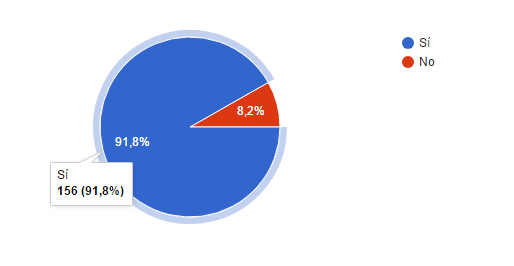 Sí
No
8,2%
91,8%
Sí
156 (91,8%)